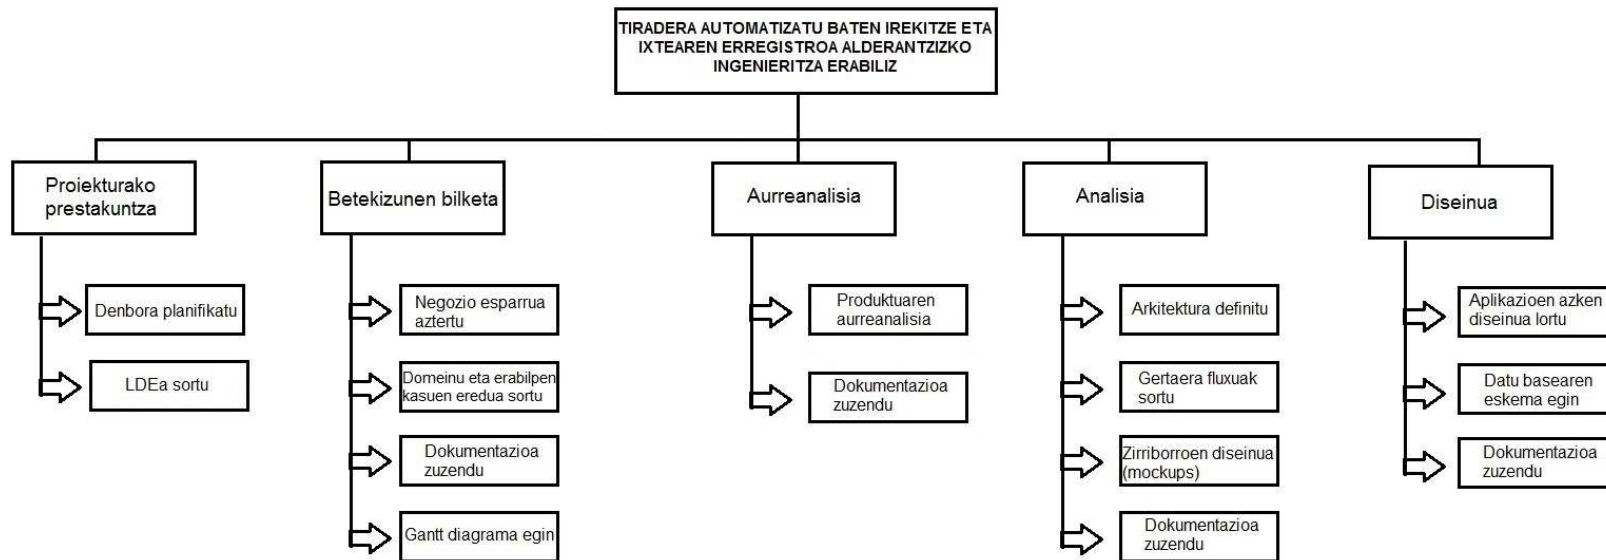 TIRADERA AUTOMATIZATU BATEN IREKITZE ETA
IXTEAREN ERREGISTROA ALDERANTZIZKO
INGENIERITZA ERABILIZ
Proiekturako
prestakuntza
Denbora planifikatu
LDEa sortu
Betekizunen bilketa
Negozio esparrua
aztertu
Domeinu eta erabilpen
kasuen eredua sortu
Dokumentazioa
zuzendu
Gantt diagrama egin
Aurreanalisia
Produktuaren
aurreanalisia
Dokumentazioa
zuzendu
Analisia
Arkitektura definitu
Gertaera fluxuak
sortu
Zirriborroen diseinua
(mockups)
Dokumentazioa
zuzendu
Diseinua
Aplikazioen azken
diseinua lortu
Datu basearen
eskema egin
Dokumentazioa
zuzendu